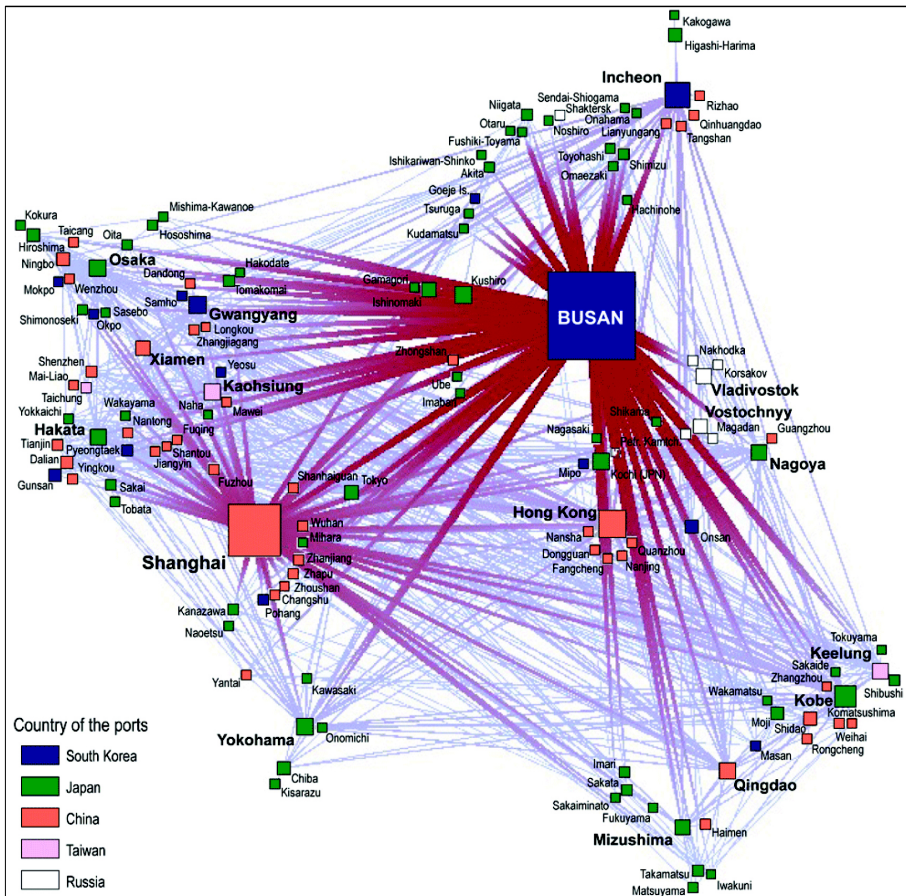 Kakogawa
Higashi-Harima
Incheon
Rizhao
Qinhuangdao
Tangshan
Sendai-Shiogama
Shaktersk
Onahama
Lianyungang
Niigata
Otaru
Noshiro
Fushiki-Toyama
Toyohashi
Shimizu
Omaezaki
Ishikariwan-Shinko
Akita
Goeje Is.
Tsuruga
Kudamatsu
Hachinohe
Mishima-Kawanoe
Kokura
Taicang
Oita
Hososhima
Hiroshima
Ningbo
Osaka
Dandong
Hakodate
Tomakomai
Gamagori
Ishinomaki
Kushiro
BUSAN
Mokpo
Wenzhou
Samho
Gwangyang
Shimonoseki
Sasebo
Okpo
Longkou
Zhangjiagang
Xiamen
Zhongshan
Nakhodka
Korsakov
Vladivostok
Shenzhen
Mai-Liao
Taichung
Yeosu
Kaohsiung
Ube
Imabari
Mawei
Naha
Wakayama
Yokkaichi
Nantong
Fuqing
Shikama
Vostochnyy
Magadan
Guangzhou
Hakata
Nagasaki
Petr. Kamtch.
Tianjin
Pyeongtaek
Shantou
Dalian
Yingkou
Jiangyin
Fuzhou
Shanhaiguan
Tokyo
Mipo
Kochi (JPN)
Nagoya
Gunsan
Sakai
Tobata
Hong Kong
Wuhan
Mihara
Nansha
Onsan
Shanghai
Zhanjiang
Dongguan
Quanzhou
Fangcheng
Nanjing
Zhapu
Zhoushan
Changshu
Pohang
Kanazawa
Naoetsu
Tokuyama
Keelung
Sakaide
Zhangzhou
Shibushi
Yantai
Kawasaki
Wakamatsu
Kobe
Komatsushima
Moji
Shidao
Weihai
Rongcheng
Yokohama
Onomichi
Masan
Chiba
Kisarazu
Imari
Sakata
Sakaiminato
Fukuyama
Qingdao
Mizushima
Haimen
Takamatsu
Iwakuni
Matsuyama
Country of the ports
South Korea
Japan
China
Taiwan
Russia